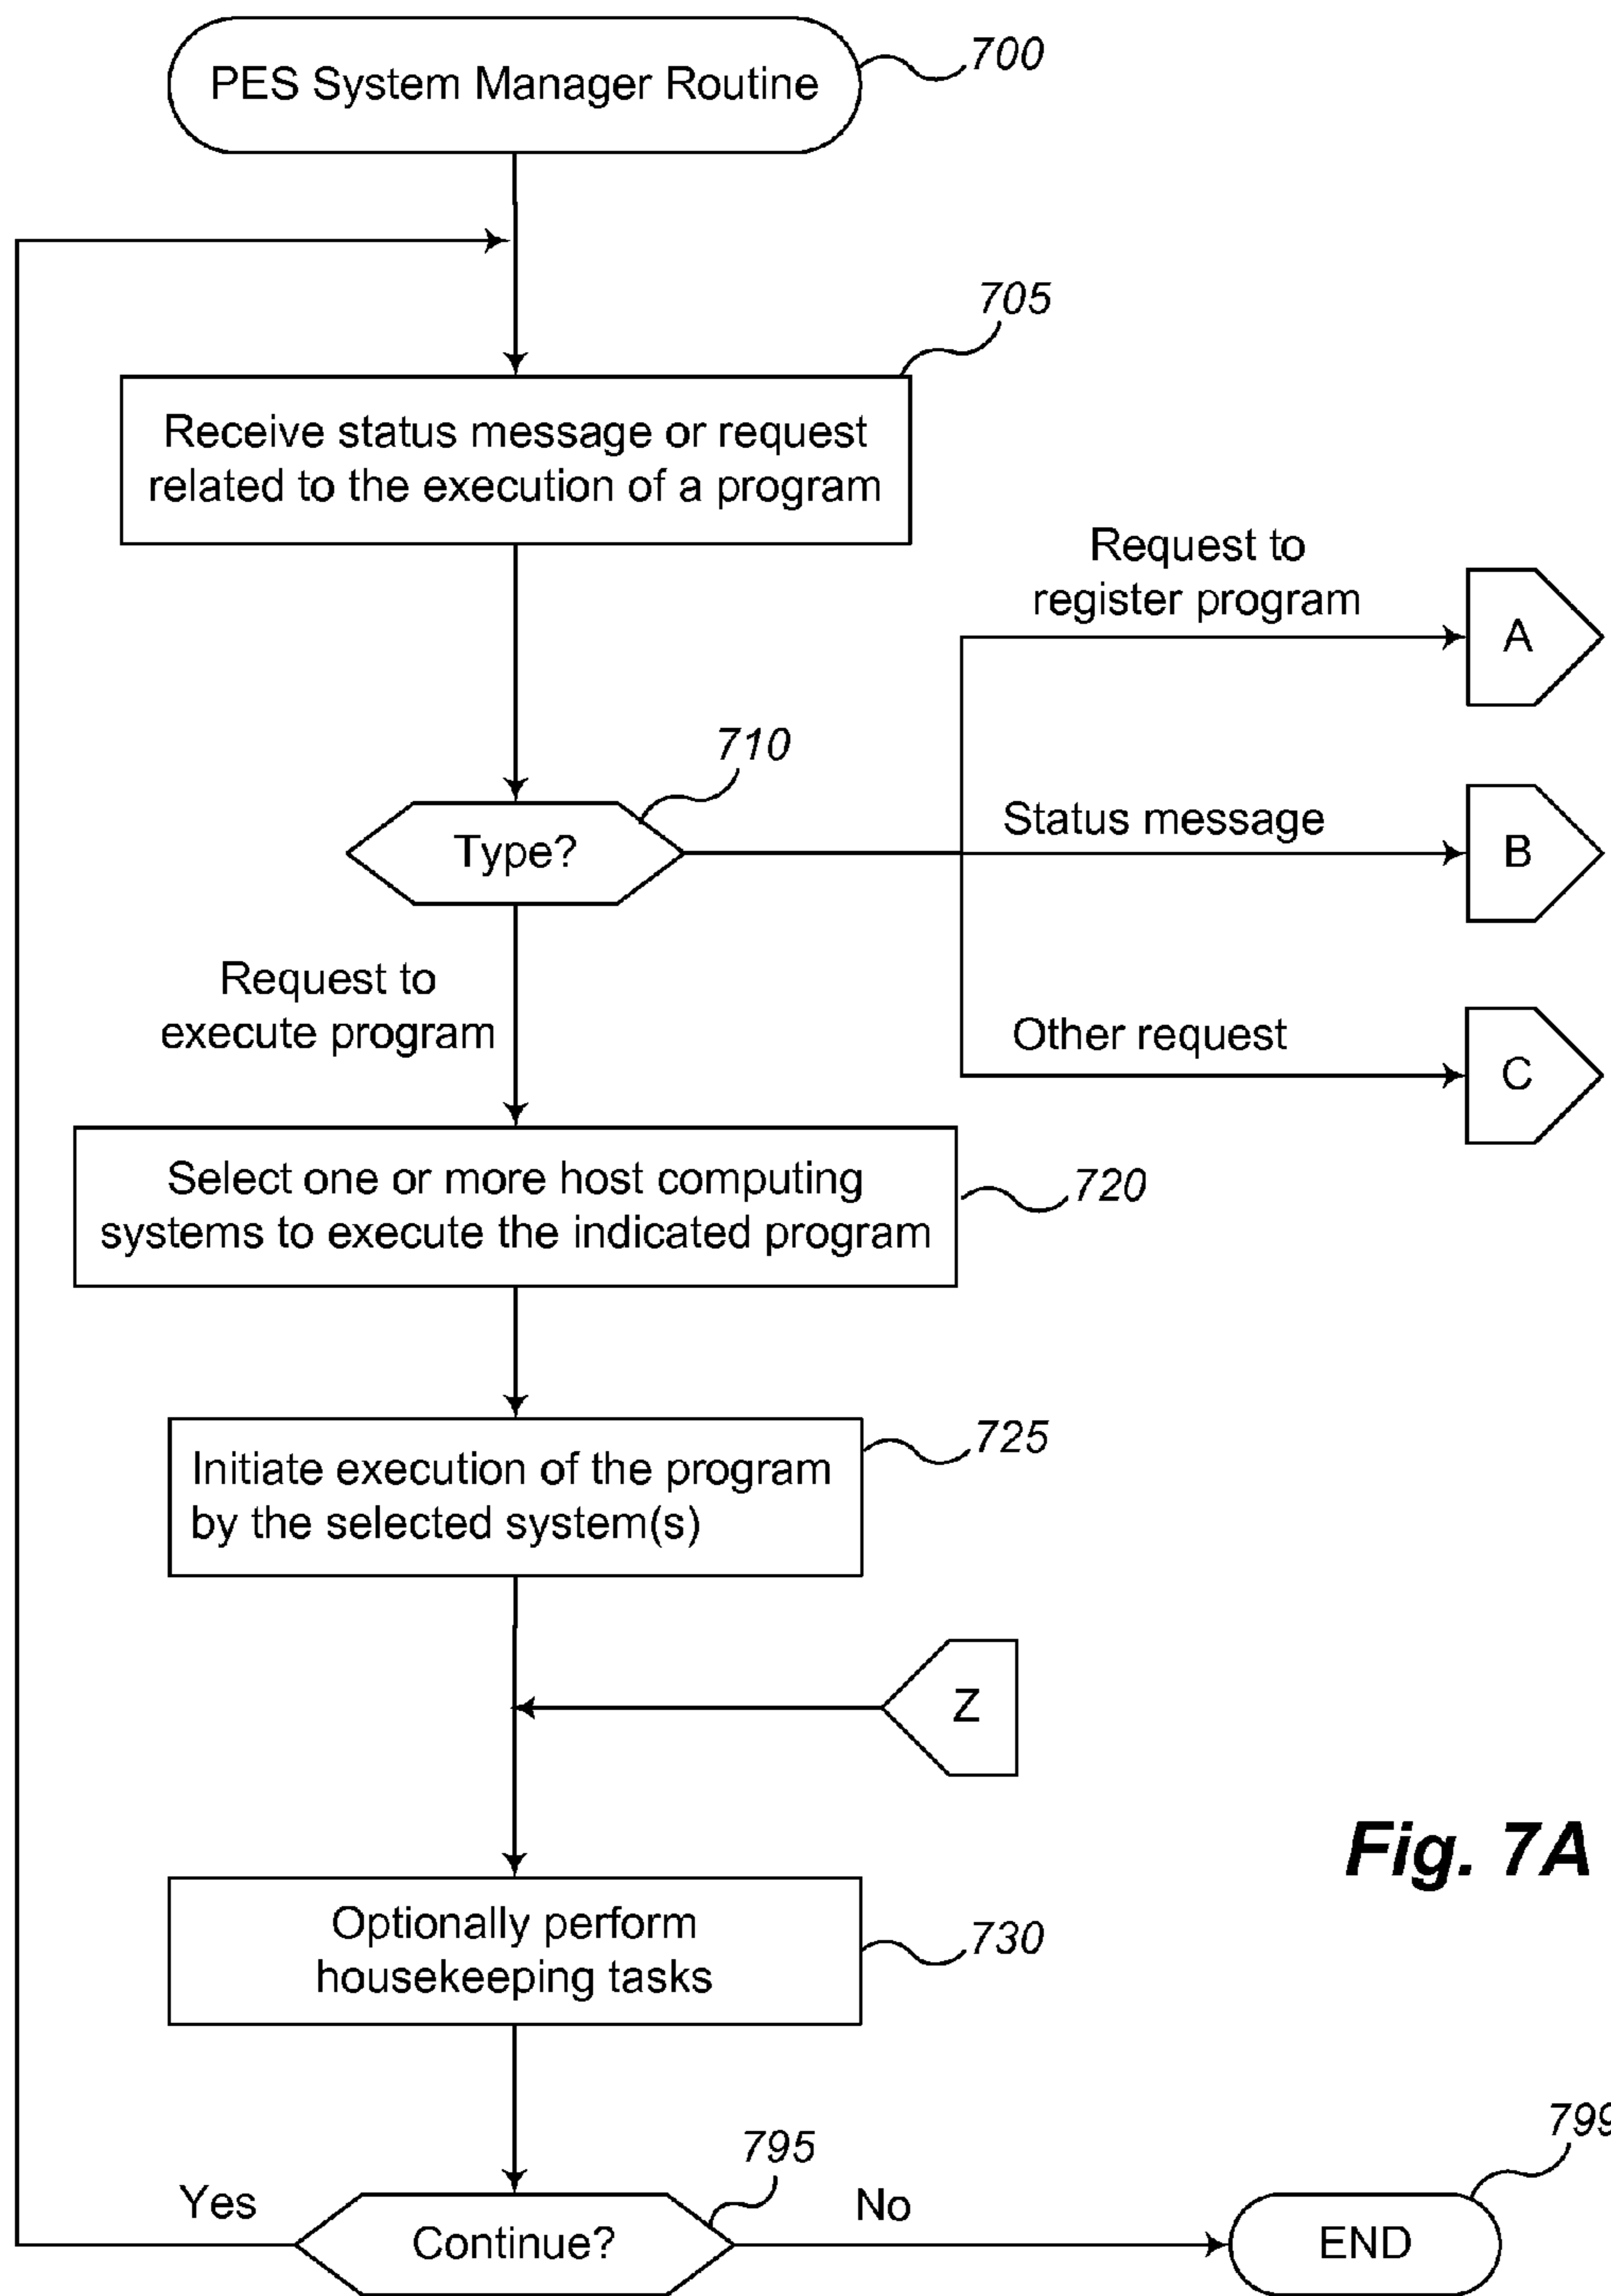 PES System Manager Routine
700
705
Receive status message or request
related to the execution of a program
Request to
register program
A
710
Type?
Status message
B
Request to
execute program
Other request
C
Select one or more host computing
systems to execute the indicated program
720
Initiate execution of the program
by the selected system(s)
725
Z
Fig. 7A
Optionally perform
housekeeping tasks
730
795
799
Yes
Continue?
No
END